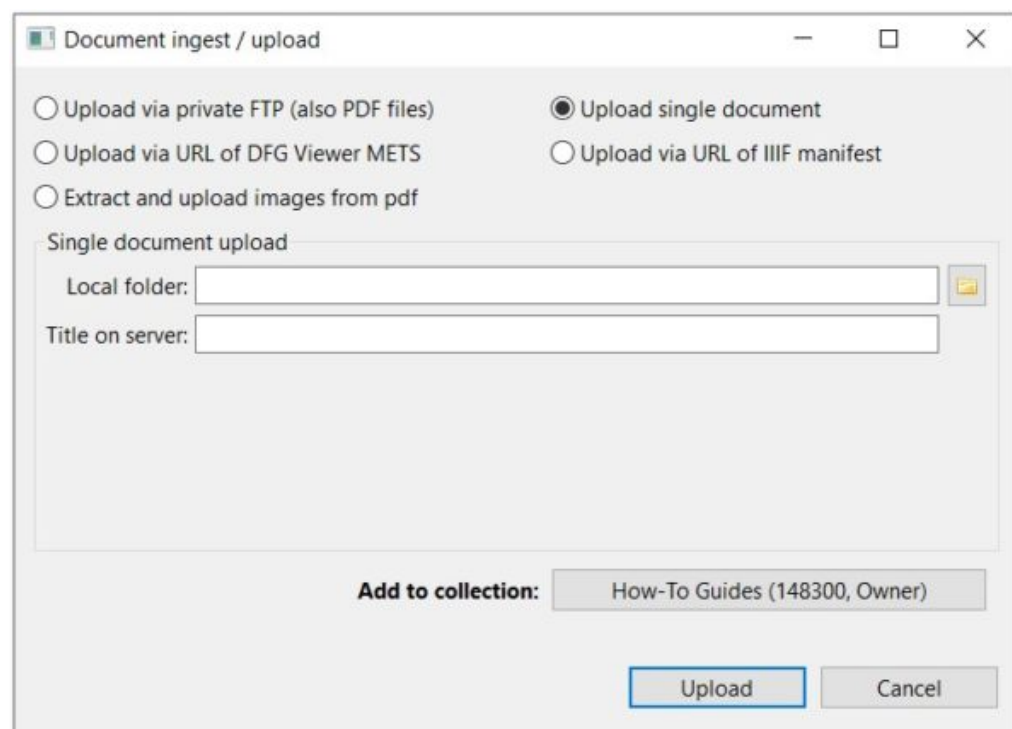 Document ingest / upload
Upload via private FTP (also PDF files)
Upload single document
Upload via URL of DFG Viewer METS
Upload via URL of IIIF manifest
Extract and upload images from pdf
Single document upload
Local folder:
Title on server:
Add to collection: How-To Guides (148300, Owner)
Upload Cancel